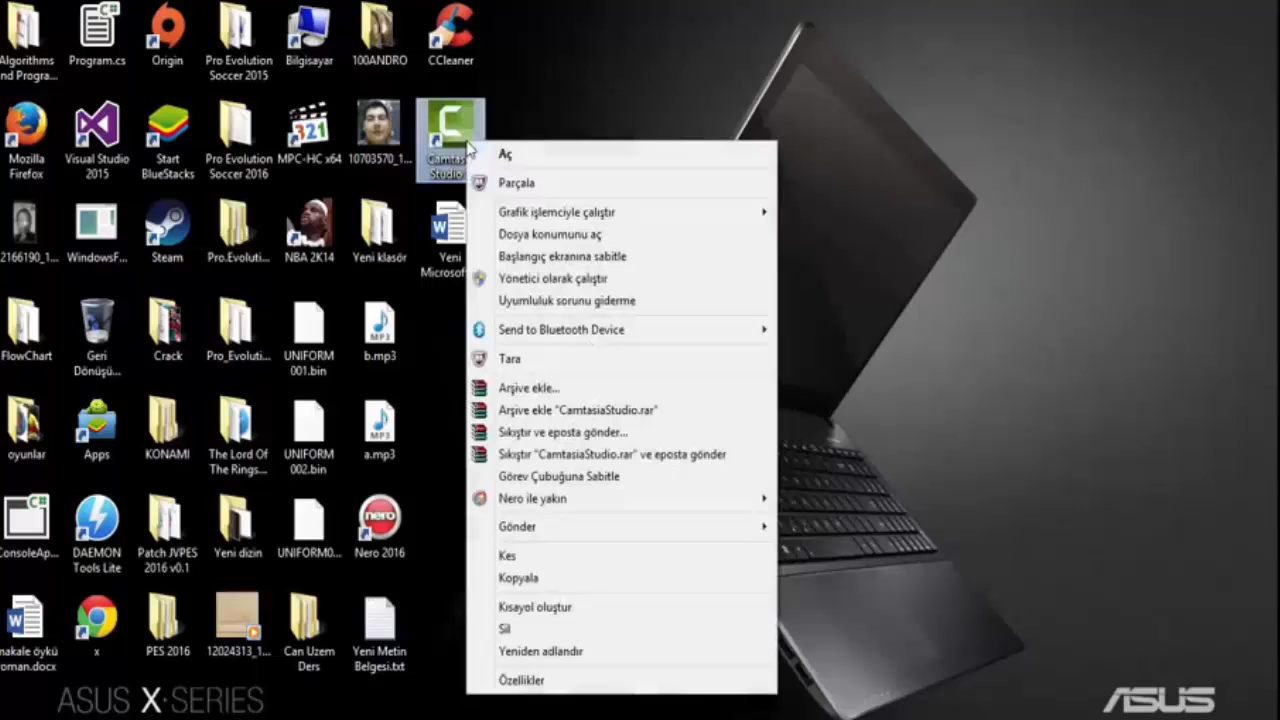 Algorithms
and Progra...
Program.cs
Origin
Pro Evolution
Soccer 2015
Bilgisayar
100ANDRO
CCleaner
Mozilla
Firefox
Visual Studio
2015
Start
BlueStacks
Pro Evolution
Soccer 2016
321
MPC-HC x64
10703570_1...
Camtas
Studio
2166190_1...
WindowsF...
Steam
Pro.Evoluti...
NBA 2K14
Yeni klasör
Yeni
Microsof
FlowChart
Geri
Dönüşü...
Crack
Pro_Evoluti...
UNIFORM
001.bin
MP3
b.mp3
oyunlar
Apps
KONAMI
The Lord Of
The Rings...
UNIFORM
002.bin
MP3
a.mp3
ConsoleAp...
DAEMON
Tools Lite
Patch JVPES
2016 v0.1
Yeni dizin
UNIFORM0...
nero
Nero 2016
makale öykü
roman.docx
x
PES 2016
12024313_1...
Can Uzem
Ders
Yeni Metin
Belgesi.txt
Aç
Parçala
Grafik işlemciyle çalıştır
Dosya konumunu aç
Başlangıç ekranına sabitle
Yönetici olarak çalıştır
Uyumluluk sorunu giderme
Send to Bluetooth Device
Tara
Arşive ekle...
Arşive ekle "CamtasiaStudio.rar"
Sıkıştır ve eposta gönder...
Sıkıştır "CamtasiaStudio.rar" ve eposta gönder
Görev Çubuğuna Sabitle
Nero ile yakın
Gönder
Kes
Kopyala
Kısayol oluştur
Sil
Yeniden adlandır
Özellikler
ASUS X·SERIES
ASUS